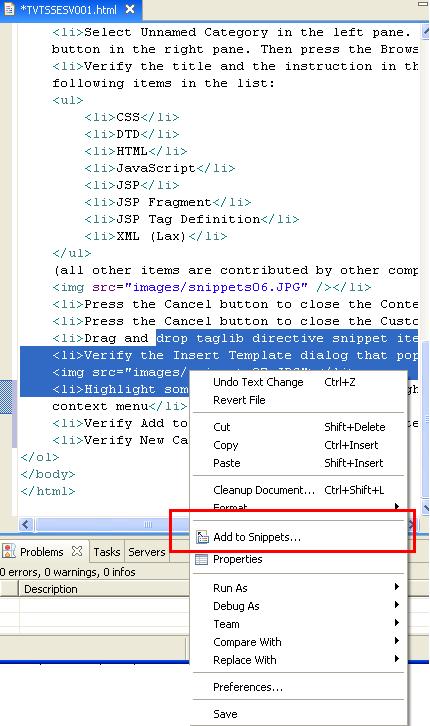 *TVTSSESV001.html
<li>Select Unnamed Category in the left pane.
button in the right pane. Then press the Brows
<li>Verify the title and the instruction in th
following items in the list:
<ul>
<li>CSS</li>
<li>DTD</li>
<li>HTML</li>
<li>JavaScript</li>
<li>JSP</li>
<li>JSP Fragment</li>
<li>JSP Tag Definition</li>
<li>XML (Lax)</li>
</ul>
(all other items are contributed by other comp
<img src="images/snippets06.JPG" /></li>
<li>Press the Cancel button to close the Conte
<li>Press the Cancel button to close the Custo
<li>Drag and drop taglib directive snippet ite
<li>Verify the Insert Template dialog that pop
<img src="images/
<li>Highlight som
context menu</li>
<li>Verify Add to
<li>Verify New Ca
</ol>
</body>
</html>
Undo Text Change Ctrl+Z
Revert File
Cut Shift+Delete
Copy Ctrl+Insert
Paste Shift+Insert
Cleanup Document... Ctrl+Shift+L
Format
Add to Snippets...
Properties
Run As
Debug As
Team
Compare With
Replace With
Preferences...
Save
Problems Tasks Servers
0 errors, 0 warnings, 0 infos
Description